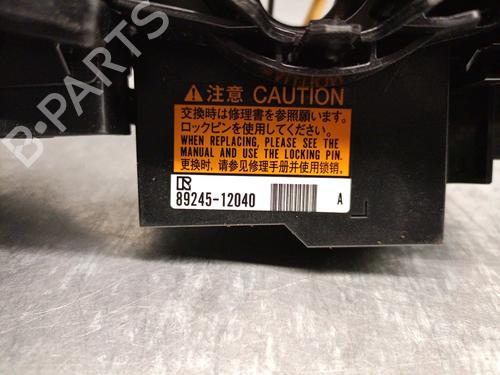 B-PARTS
⚠注意 CAUTION
交換時は修理書を参照願います。
ロックピンを使用してください。
WHEN REPLACING, PLEASE SEE THE
MANUAL AND USE THE LOCKING PIN.
更换时,请参见修理手册并使用锁销。
89245-12040 A